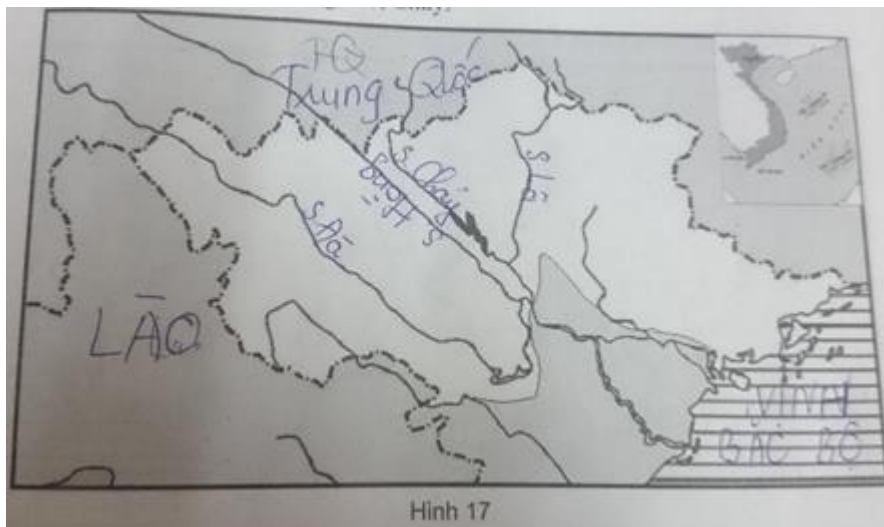 TQ
Trung Quốc
S Chảy
S Hồng
S Lô
S Đà
LÀO
VỊNH
BẮC BỘ
Hình 17